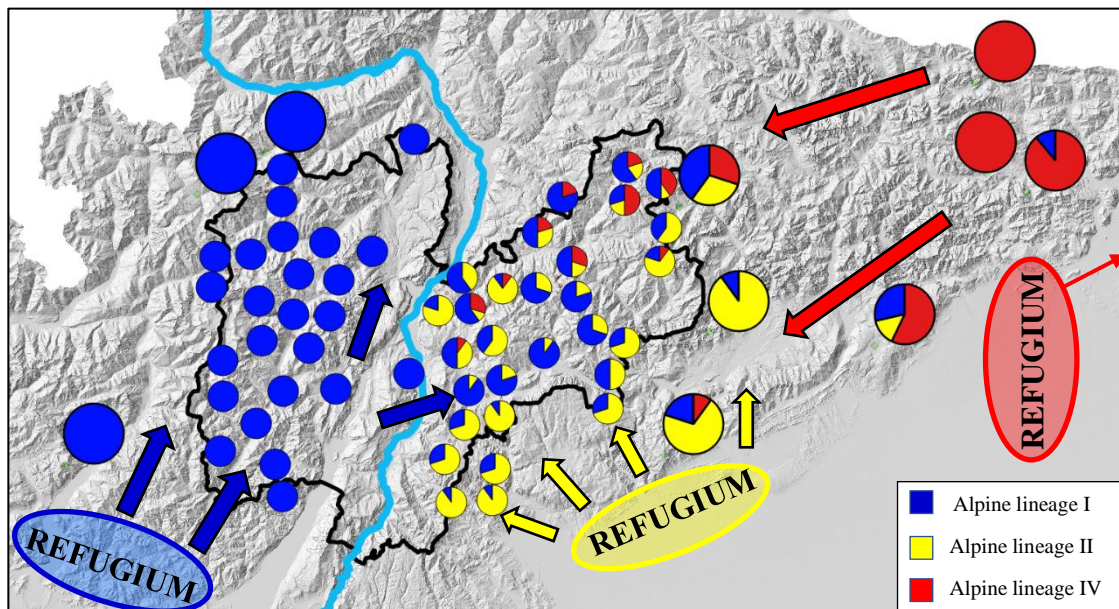 REFUGIUM
REFUGIUM
REFUGIUM
Alpine lineage I
Alpine lineage II
Alpine lineage IV